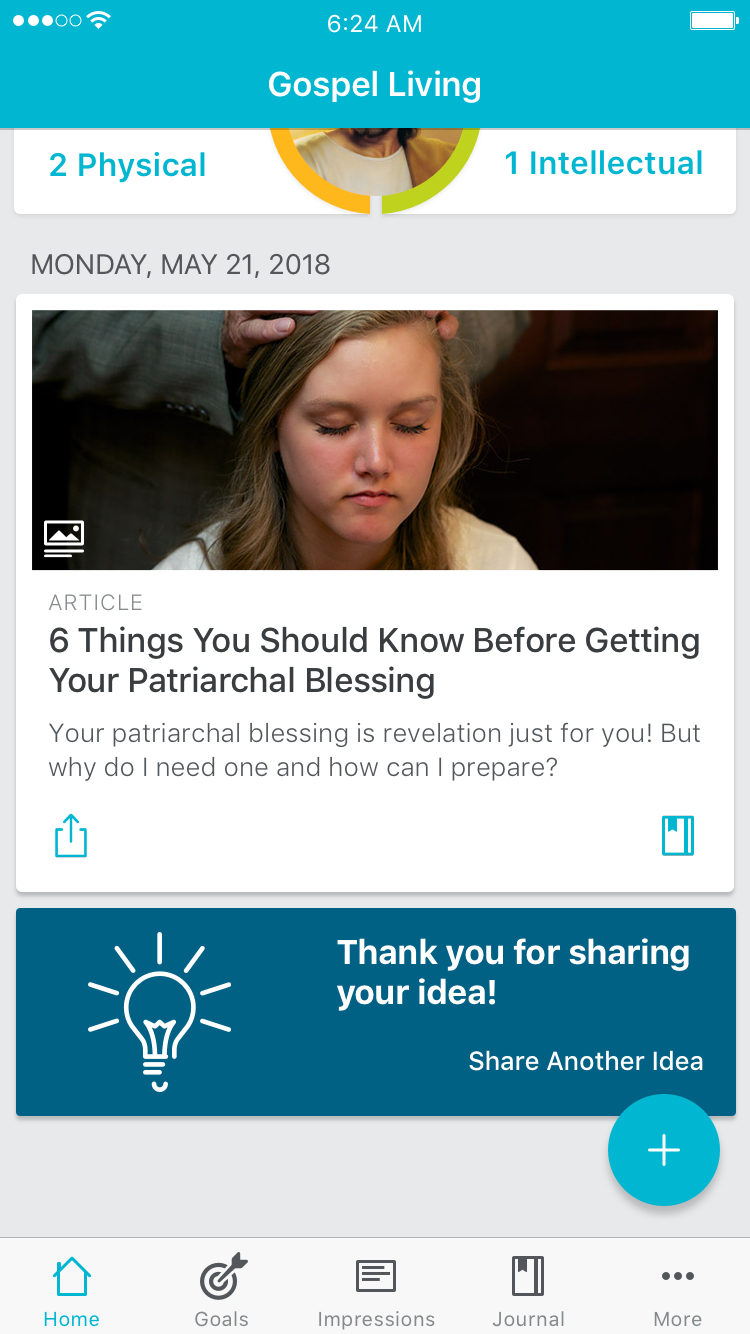 6:24 AM
Gospel Living
2 Physical
1 Intellectual
MONDAY, MAY 21, 2018
ARTICLE
6 Things You Should Know Before Getting
Your Patriarchal Blessing
Your patriarchal blessing is revelation just for you! But
why do I need one and how can I prepare?
Thank you for sharing
your idea!
Share Another Idea
Home
Goals
Impressions
Journal
More